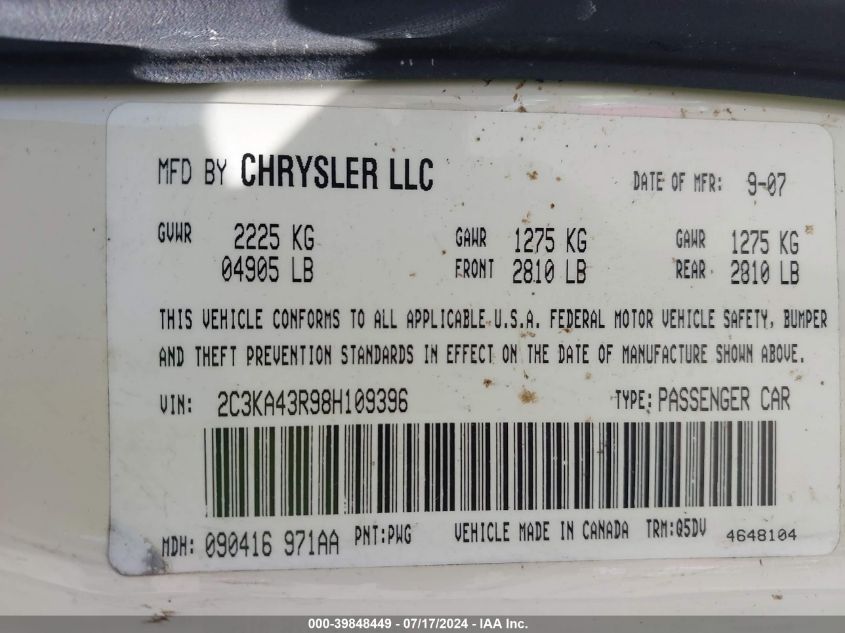 MFD BY CHRYSLER LLC DATE OF MFR: 9-07
GVWR 2225 KG GAWR 1275 KG GAWR 1275 KG
04905 LB FRONT 2810 LB REAR 2810 LB
THIS VEHICLE CONFORMS TO ALL APPLICABLE U.S.A. FEDERAL MOTOR VEHICLE SAFETY, BUMPER
AND THEFT PREVENTION STANDARDS IN EFFECT ON THE DATE OF MANUFACTURE SHOWN ABOVE.
VIN: 2C3KA43R98H109396 TYPE: PASSENGER CAR
MDH: 090416 971AA PNT: PWG VEHICLE MADE IN CANADA TRM: Q5DV 4648104
000-39848449 - 07/17/2024 - IAA Inc.